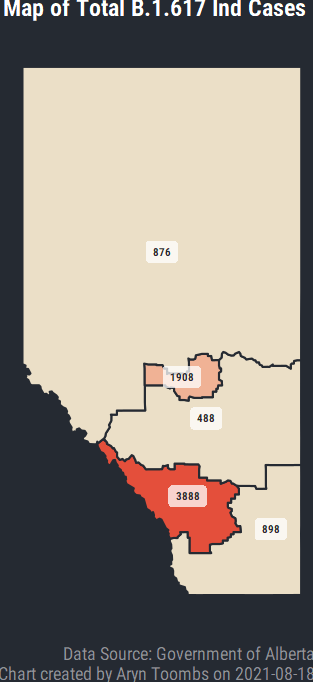 Map of Total B.1.617 Ind Cases
876
1908
488
3888
898
Data Source: Government of Alberta
Chart created by Aryn Toombs on 2021-08-18